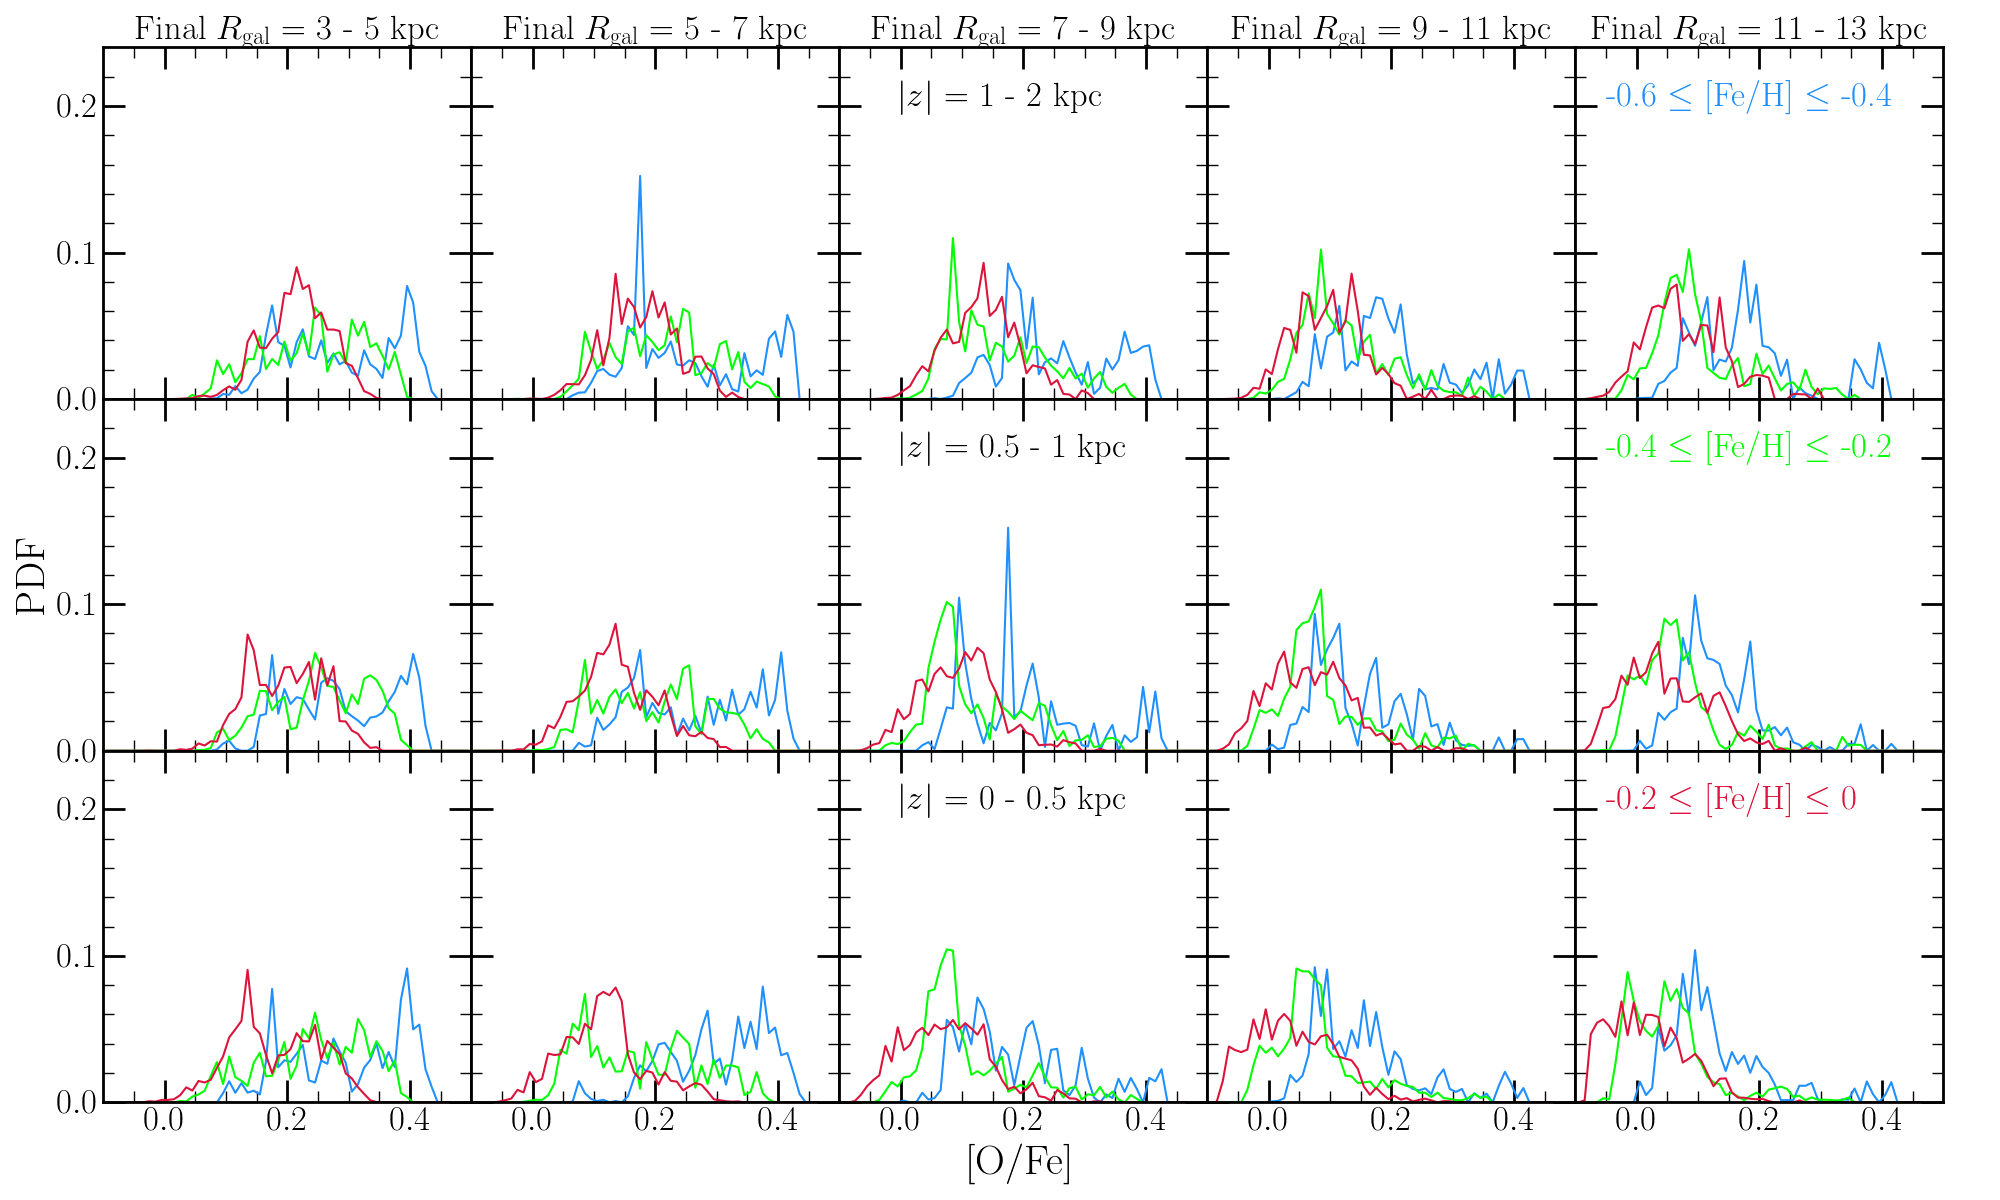 Final R_gal = 3 - 5 kpc
Final R_gal = 5 - 7 kpc
Final R_gal = 7 - 9 kpc
Final R_gal = 9 - 11 kpc
Final R_gal = 11 - 13 kpc
|z| = 1 - 2 kpc
-0.6 ≤ [Fe/H] ≤ -0.4
0.2
0.1
0.0
|z| = 0.5 - 1 kpc
-0.4 ≤ [Fe/H] ≤ -0.2
0.2
0.1
0.0
PDF
|z| = 0 - 0.5 kpc
-0.2 ≤ [Fe/H] ≤ 0
0.2
0.1
0.0
0.0 0.2 0.4
0.0 0.2 0.4
0.0 0.2 0.4
0.0 0.2 0.4
0.0 0.2 0.4
[O/Fe]